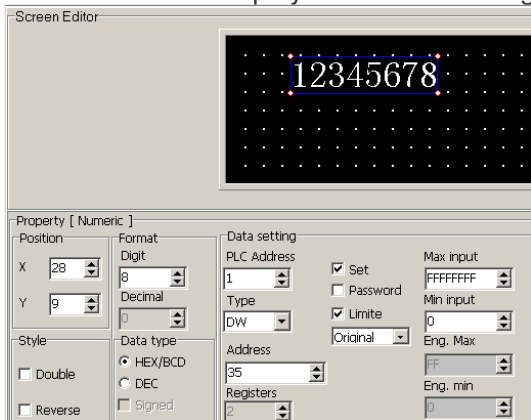 Screen Editor
12345678
Property [ Numeric ]
Position
X 28
Y 9
Style
Double
Reverse
Format
Digit
8
Decimal
0
Data type
HEX/BCD
DEC
Signed
Data setting
PLC Address
1
Type
DW
Address
35
Registers
2
Set
Password
Limite
Original
Max input
FFFFFFFF
Min input
0
Eng. Max
FF
Eng. min
0